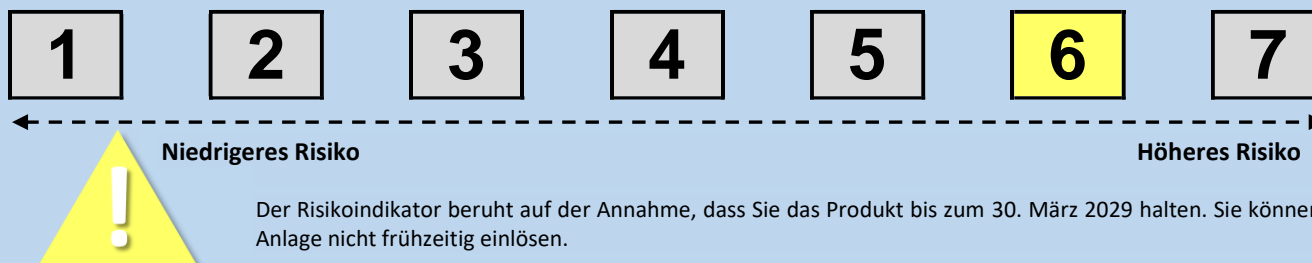 1 2 3 4 5 6 7
Niedrigeres Risiko Höheres Risiko
!
Der Risikoindikator beruht auf der Annahme, dass Sie das Produkt bis zum 30. März 2029 halten. Sie können
Anlage nicht frühzeitig einlösen.